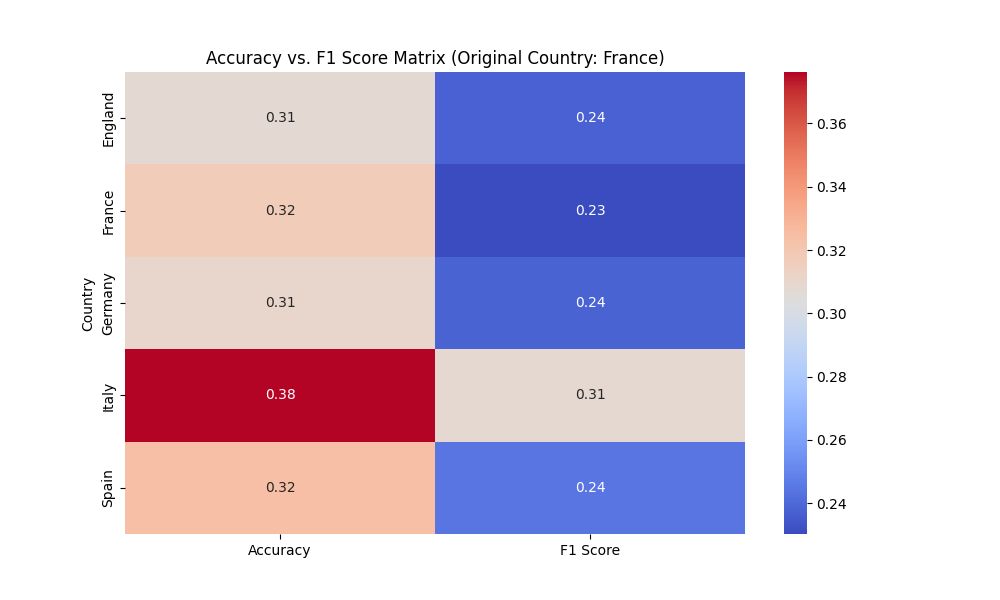 Accuracy vs. F1 Score Matrix (Original Country: France)
Country
England
0.31
0.24
France
0.32
0.23
Germany
0.31
0.24
Italy
0.38
0.31
Spain
0.32
0.24
Accuracy
F1 Score
0.36
0.34
0.32
0.30
0.28
0.26
0.24